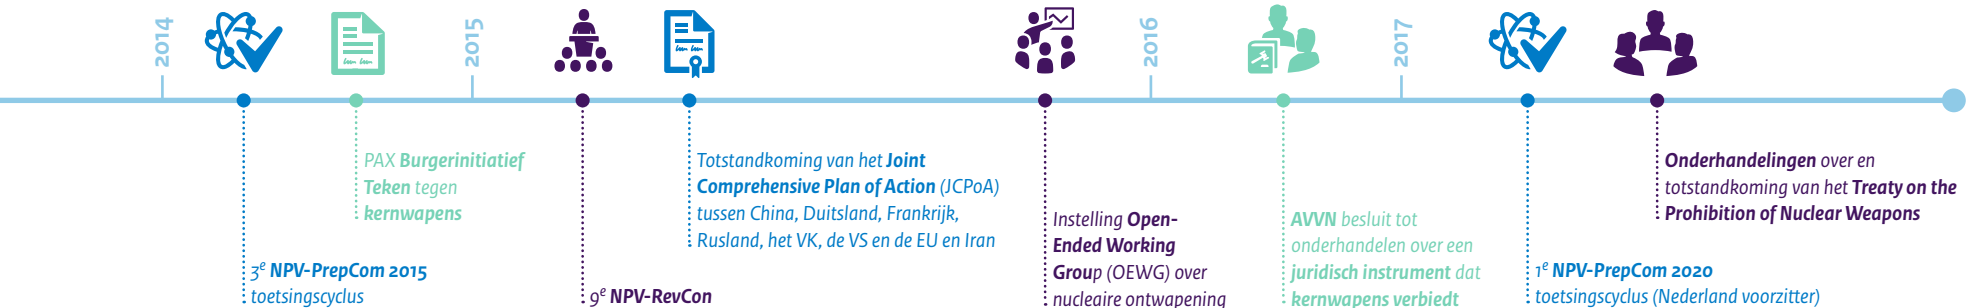 2014
2015
2016
2017
3e NPV-PrepCom 2015
toetsingscyclus
PAX Burgerinitiatief
Teken tegen
kernwapens
9e NPV-RevCon
Totstandkoming van het Joint
Comprehensive Plan of Action (JCPoA)
tussen China, Duitsland, Frankrijk,
Rusland, het VK, de VS en de EU en Iran
Instelling Open-
Ended Working
Group (OEWG) over
nucleaire ontwapening
AVVN besluit tot
onderhandelen over een
juridisch instrument dat
kernwapens verbiedt
1e NPV-PrepCom 2020
toetsingscyclus (Nederland voorzitter)
Onderhandelingen over en
totstandkoming van het Treaty on the
Prohibition of Nuclear Weapons